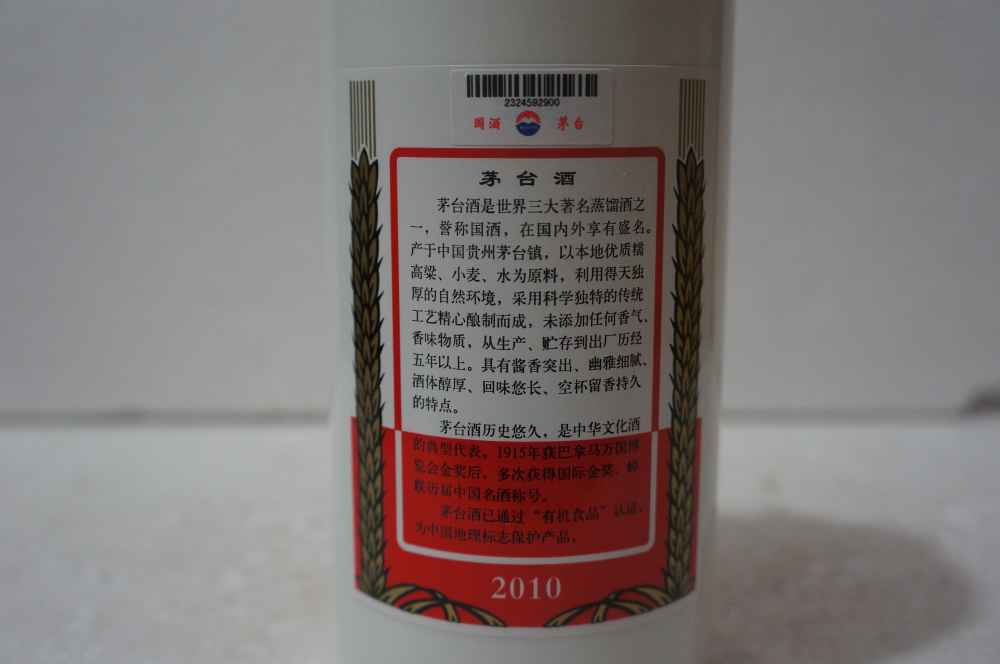 2324592900
国酒 茅台
茅台酒
茅台酒是世界三大著名蒸馏酒之
一，誉称国酒，在国内外享有盛名。
产于中国贵州茅台镇，以本地优质糯
高粱、小麦、水为原料，利用得天独
厚的自然环境，采用科学独特的传统
工艺精心酿制而成，未添加任何香气、
香味物质，从生产、贮存到出厂历经
五年以上。具有酱香突出、幽雅细腻、
酒体醇厚、回味悠长、空杯留香持久
的特点。
茅台酒历史悠久，是中华文化酒
的典型代表。1915年获巴拿马万国博
览会金奖后，多次获得国际金奖，蝉
联历届中国名酒称号。
茅台酒已通过“有机食品”认证，
为中国地理标志保护产品。
2010